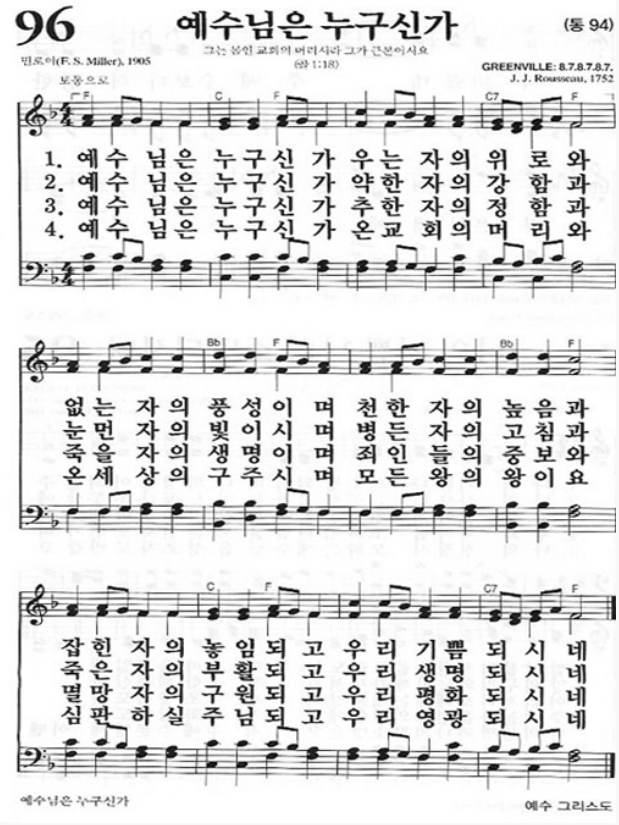 96 예수님은 누구신가 (통 94)
그는 몸인 교회의 머리시라 그가 근본이시요
(골 1:18)
민로아(F. S. Miller), 1905
GREENVILLE: 8.7.8.7.8.7.
J. J. Rousseau, 1752
보통으로
F C F C7 F
1. 예수 님은 누구신 가 우는 자의 위 로와
2. 예수 님은 누구신 가 약한 자의 강 함과
3. 예수 님은 누구신 가 추한 자의 정 함과
4. 예수 님은 누구신 가 온교 회의 머 리와
Bb F Bb F
없는 자의 풍성이 며 천한 자의 높음과
눈먼 자의 빛이시 며 병든 자의 고침과
죽을 자의 생명이 며 죄인 자들의 중보와
온세 상의 구주시 며 모든 왕의 왕이요
C F C7 F
잡힌 자의 놓임되 고 우리 기쁨 되시네
죽은 자의 부활되 고 우리 생명 되시네
멸망 자의 구원되 고 우리 평화 되시네
심판 하실 주님되 고 우리 영광 되시네
예수님은 누구신가
예수 그리스도